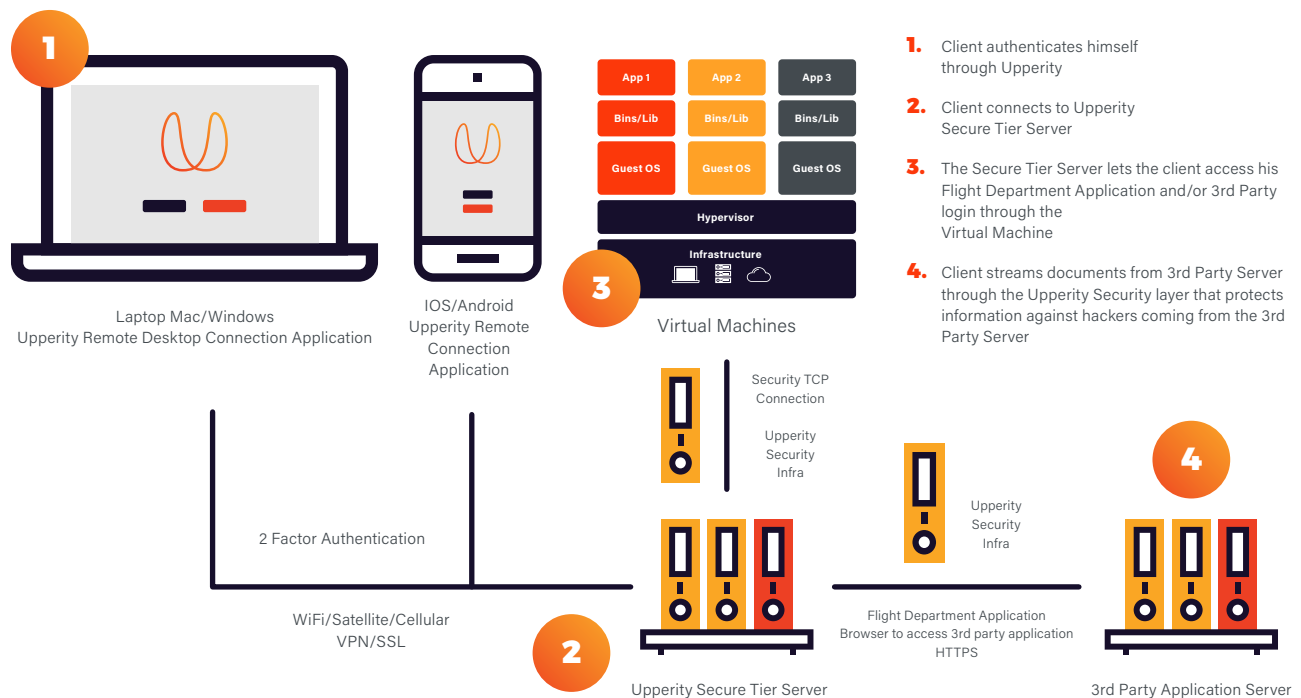 1
Laptop Mac/Windows
Upperity Remote Desktop Connection Application
IOS/Android
Upperity Remote
Connection
Application
App 1
App 2
App 3
Bins/Lib
Bins/Lib
Bins/Lib
Guest OS
Guest OS
Guest OS
Hypervisor
Infrastructure
3
Virtual Machines
1. Client authenticates himself
through Upperity
2. Client connects to Upperity
Secure Tier Server
3. The Secure Tier Server lets the client access his
Flight Department Application and/or 3rd Party
login through the
Virtual Machine
4. Client streams documents from 3rd Party Server
through the Upperity Security layer that protects
information against hackers coming from the 3rd
Party Server
Security TCP
Connection
Upperity
Security
Infra
2 Factor Authentication
WiFi/Satellite/Cellular
VPN/SSL
2
Upperity Secure Tier Server
Upperity
Security
Infra
Flight Department Application
Browser to access 3rd party application
HTTPS
4
3rd Party Application Server